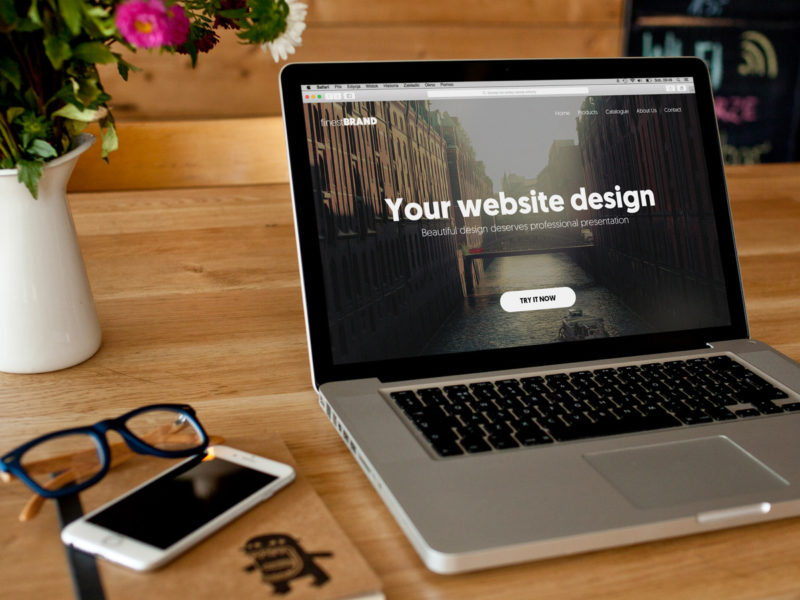 Safari Plik Edycja Widok Historia Zakładki Okno Pomoc
finestBRAND
Home Products Catalogue About Us Contact
Your website design
Beautiful design deserves professional presentation
TRY IT NOW